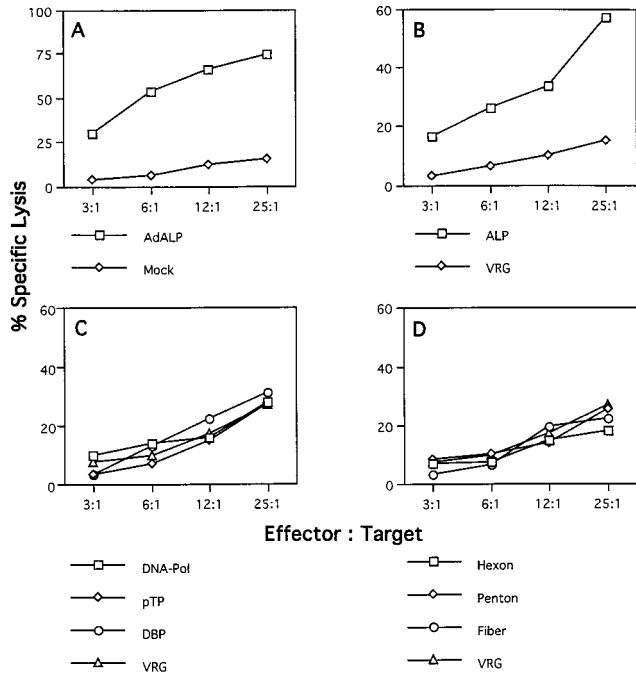 A
100
75
50
25
0
3:1 6:1 12:1 25:1
AdALP
Mock
B
60
40
20
0
3:1 6:1 12:1 25:1
ALP
VRG
% Specific Lysis
C
60
40
20
0
3:1 6:1 12:1 25:1
D
60
40
20
0
3:1 6:1 12:1 25:1
Effector : Target
DNA-Pol
pTP
DBP
VRG
Hexon
Penton
Fiber
VRG